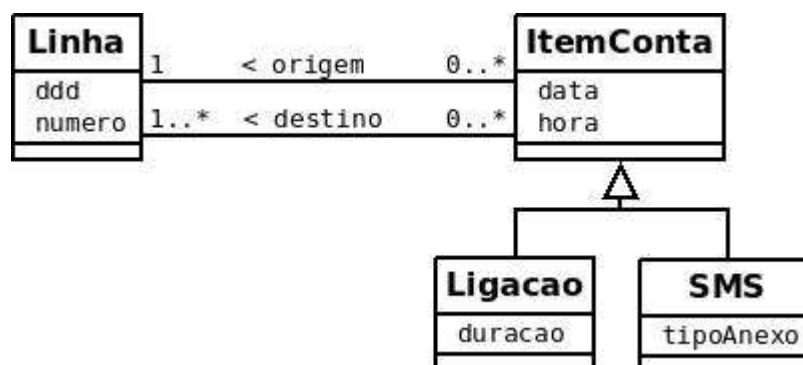 Linha
ddd
numero
1 < origem 0..*
1..* < destino 0..*
ItemConta
data
hora
Ligacao
duracao
SMS
tipoAnexo